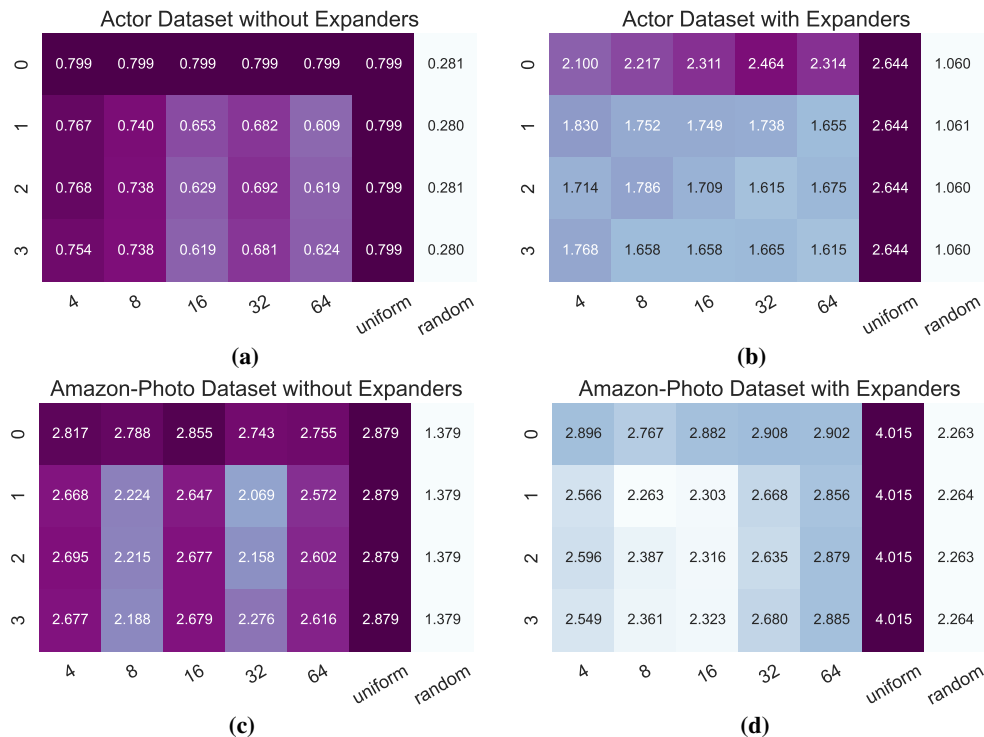 Actor Dataset without Expanders
0 0.799 0.799 0.799 0.799 0.799 0.799 0.281
1 0.767 0.740 0.653 0.682 0.609 0.799 0.280
2 0.768 0.738 0.629 0.692 0.619 0.799 0.281
3 0.754 0.738 0.619 0.681 0.624 0.799 0.280
4 8 16 32 64 uniform random
(a)
Actor Dataset with Expanders
0 2.100 2.217 2.311 2.464 2.314 2.644 1.060
1 1.830 1.752 1.749 1.738 1.655 2.644 1.061
2 1.714 1.786 1.709 1.615 1.675 2.644 1.060
3 1.768 1.658 1.658 1.665 1.615 2.644 1.060
4 8 16 32 64 uniform random
(b)
Amazon-Photo Dataset without Expanders
0 2.817 2.788 2.855 2.743 2.755 2.879 1.379
1 2.668 2.224 2.647 2.069 2.572 2.879 1.379
2 2.695 2.215 2.677 2.158 2.602 2.879 1.379
3 2.677 2.188 2.679 2.276 2.616 2.879 1.379
4 8 16 32 64 uniform random
(c)
Amazon-Photo Dataset with Expanders
0 2.896 2.767 2.882 2.908 2.902 4.015 2.263
1 2.566 2.263 2.303 2.668 2.856 4.015 2.264
2 2.596 2.387 2.316 2.635 2.879 4.015 2.263
3 2.549 2.361 2.323 2.680 2.885 4.015 2.264
4 8 16 32 64 uniform random
(d)